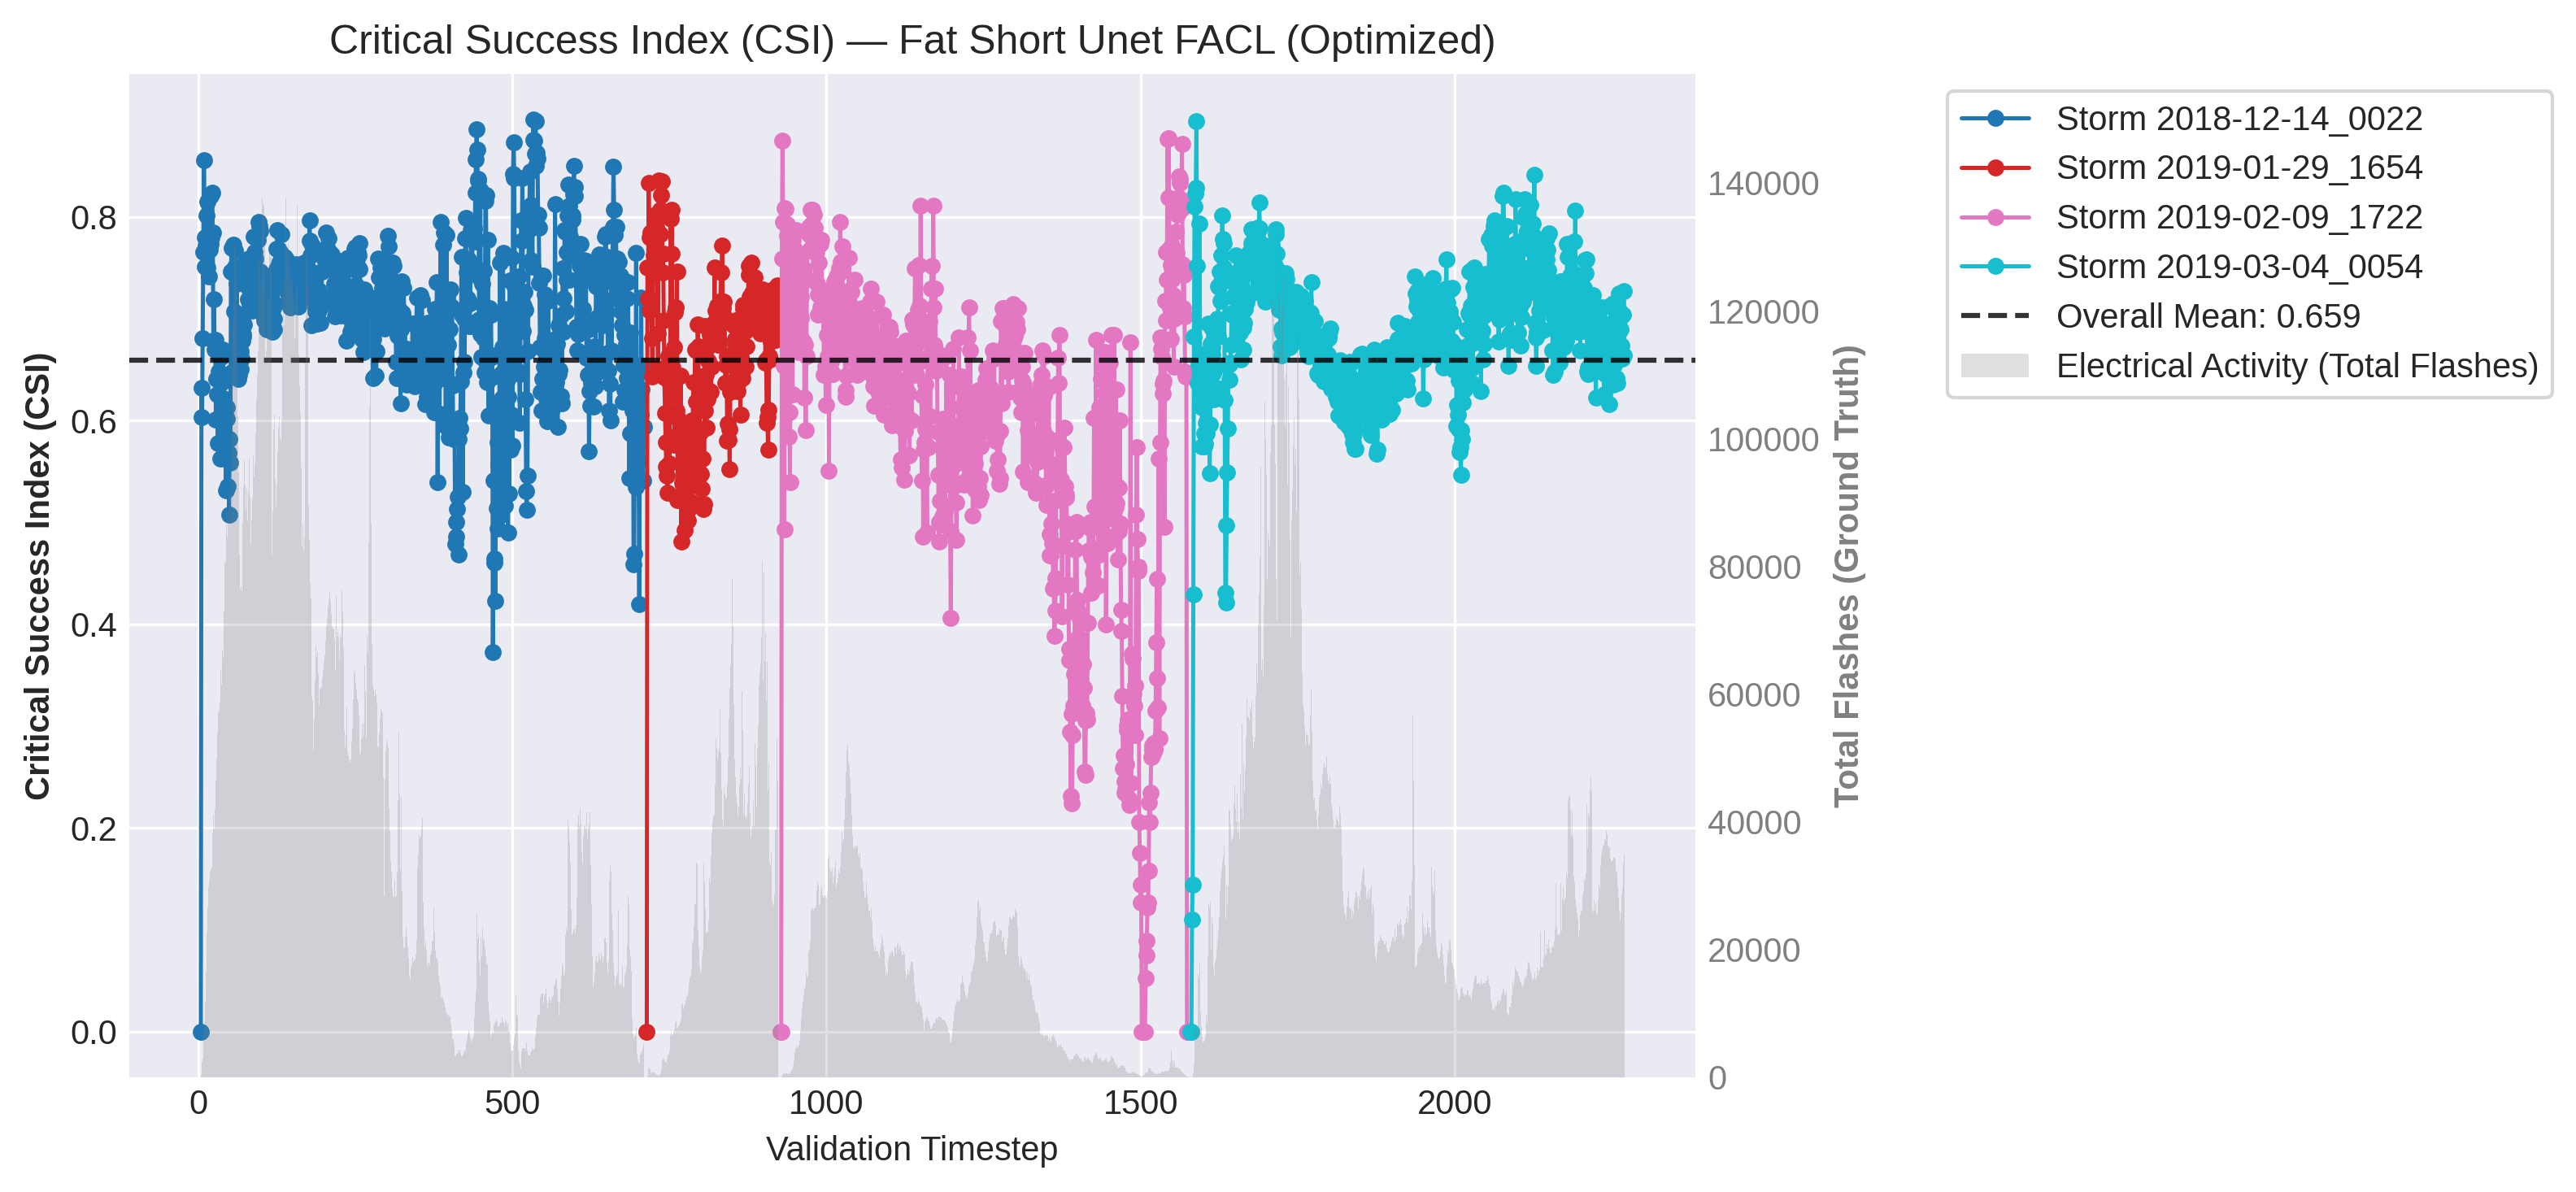 Critical Success Index (CSI) — Fat Short Unet FACL (Optimized)
Critical Success Index (CSI)
0.8
0.6
0.4
0.2
0.0
0
500
1000
1500
2000
Validation Timestep
140000
120000
100000
80000
60000
40000
20000
0
Total Flashes (Ground Truth)
Storm 2018-12-14_0022
Storm 2019-01-29_1654
Storm 2019-02-09_1722
Storm 2019-03-04_0054
Overall Mean: 0.659
Electrical Activity (Total Flashes)